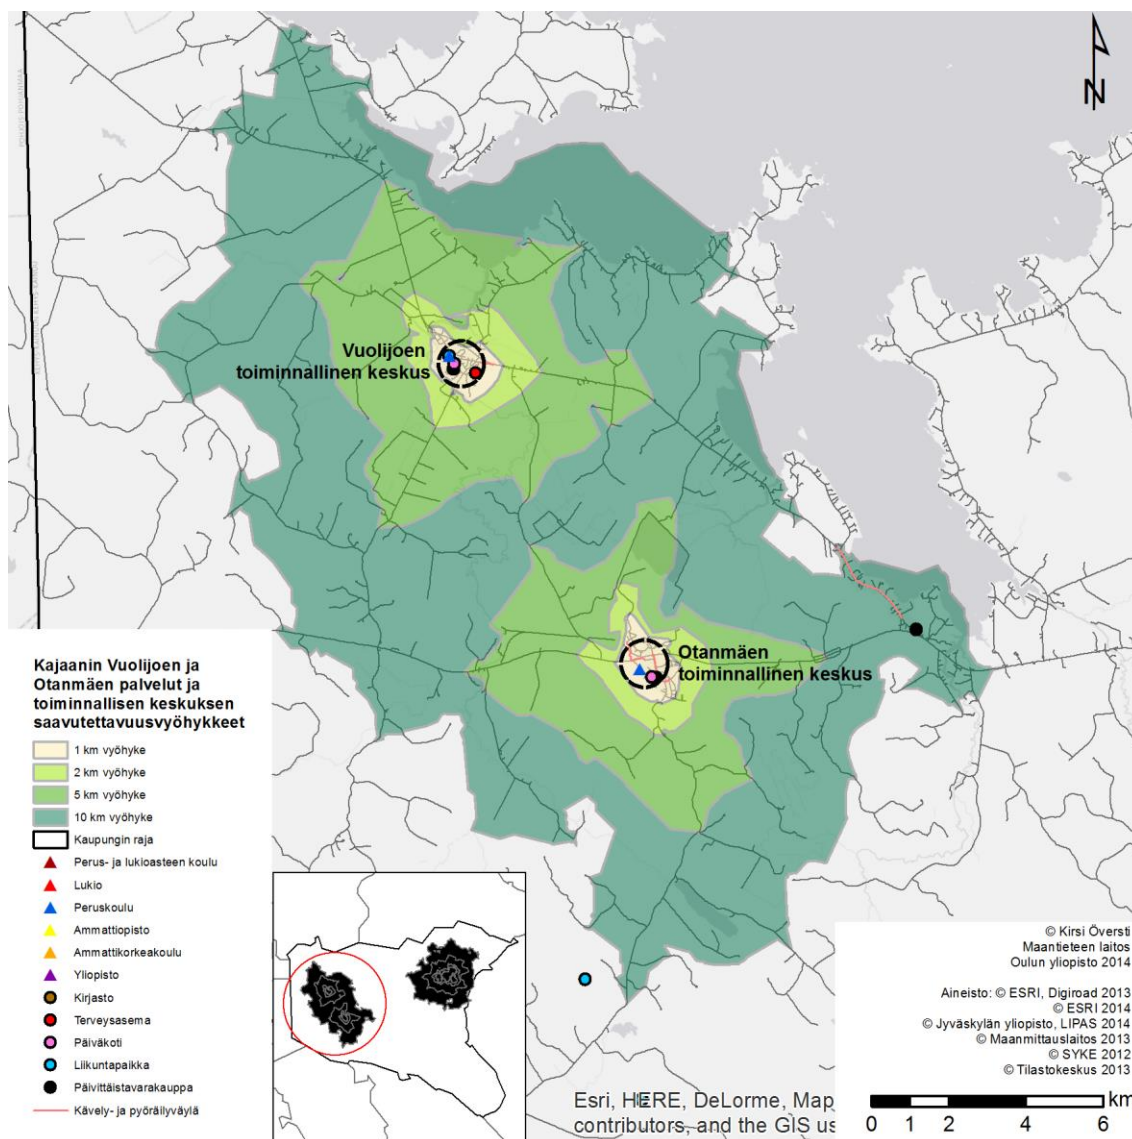 N
POHJOIS-POHJANMAA
Vuolijoen
toiminnallinen keskus
Otanmäen
toiminnallinen keskus
Kajaanin Vuolijoen ja
Otanmäen palvelut ja
toiminnallisen keskuksen
saavutettavuusvyöhykkeet
1 km vyöhyke
2 km vyöhyke
5 km vyöhyke
10 km vyöhyke
Kaupungin raja
Perus- ja lukioasteen koulu
Lukio
Peruskoulu
Ammattiopisto
Ammattikorkeakoulu
Yliopisto
Kirjasto
Terveysasema
Päiväkoti
Liikuntapaikka
Päivittäistavarakauppa
Kävely- ja pyöräilyväylä
© Kirsi Översti
Maantieteen laitos
Oulun yliopisto 2014
Aineisto: © ESRI, Digiroad 2013
© ESRI 2014
© Jyväskylän yliopisto, LIPAS 2014
© Maanmittauslaitos 2013
© SYKE 2012
© Tilastokeskus 2013
km
0 1 2 4 6
Esri, HERE, DeLorme, Map
contributors, and the GIS us